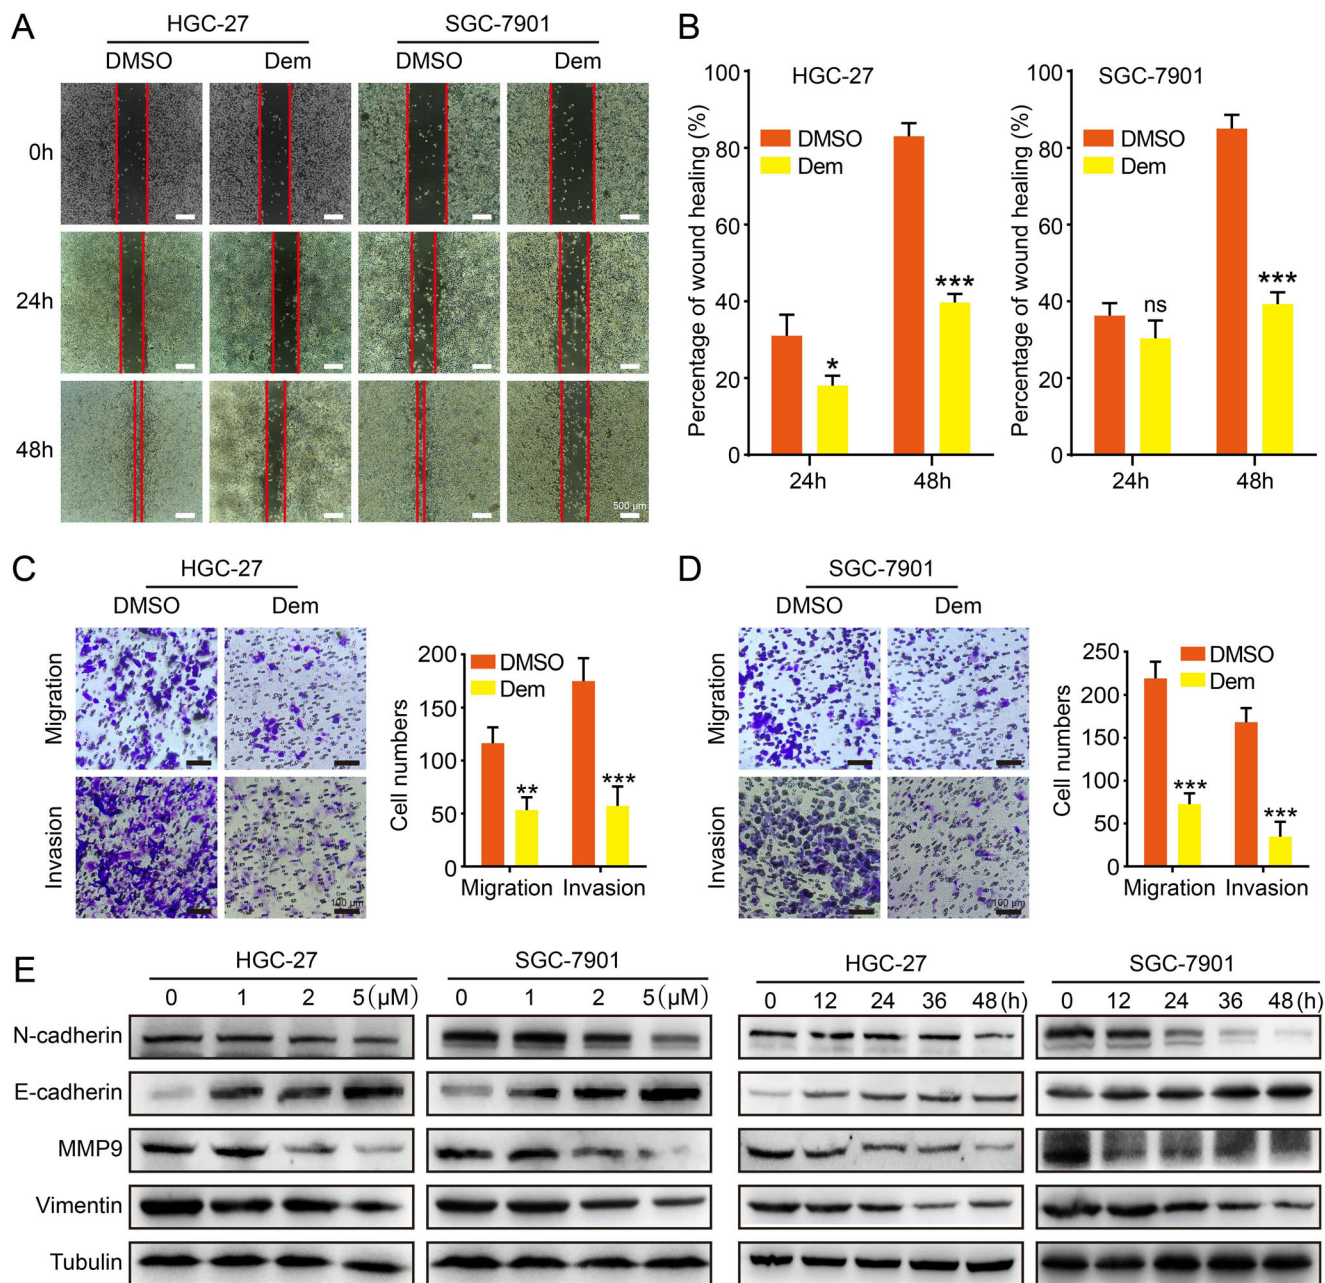 A
HGC-27 SGC-7901
DMSO Dem DMSO Dem
0h
24h
48h
500 μm
B
Percentage of wound healing (%)
100
80
60
40
20
0
HGC-27
DMSO
Dem
*
***
24h 48h
Percentage of wound healing (%)
100
80
60
40
20
0
SGC-7901
DMSO
Dem
ns
***
24h 48h
C
HGC-27
DMSO Dem
Migration
Invasion
100 μm
Cell numbers
200
150
100
50
0
DMSO
Dem
**
***
Migration Invasion
D
SGC-7901
DMSO Dem
Migration
Invasion
100 μm
Cell numbers
250
200
150
100
50
0
DMSO
Dem
***
***
Migration Invasion
E
HGC-27 SGC-7901 HGC-27 SGC-7901
0 1 2 5(μM) 0 1 2 5(μM) 0 12 24 36 48(h) 0 12 24 36 48(h)
N-cadherin
E-cadherin
MMP9
Vimentin
Tubulin